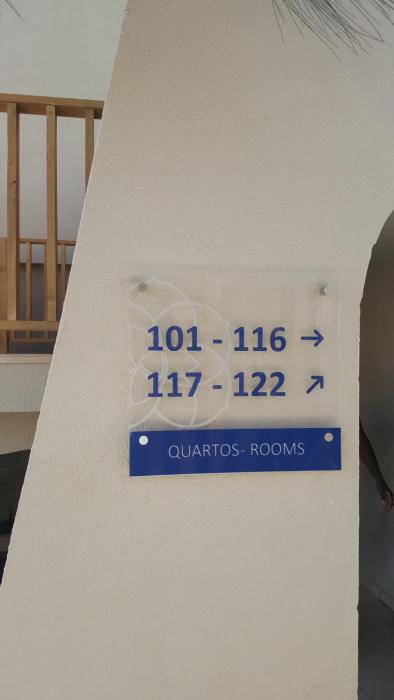 101 - 116 →
117 - 122 ↗
QUARTOS- ROOMS